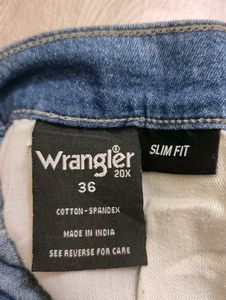 Wrangler®
20X
36
COTTON-SPANDEX
MADE IN INDIA
SEE REVERSE FOR CARE
SLIM FIT